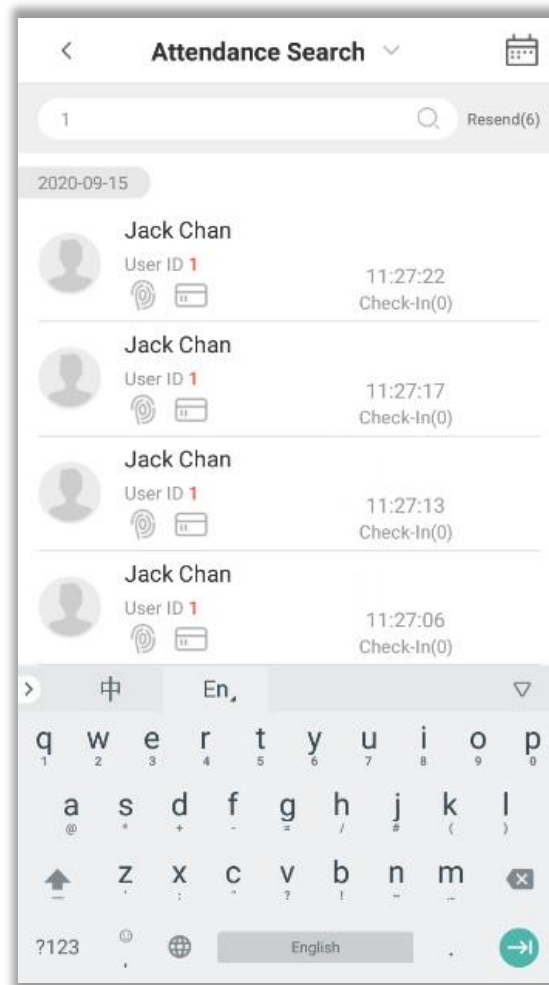 Attendance Search
1
Resend(6)
2020-09-15
Jack Chan
User ID 1
11:27:22
Check-In(0)
Jack Chan
User ID 1
11:27:17
Check-In(0)
Jack Chan
User ID 1
11:27:13
Check-In(0)
Jack Chan
User ID 1
11:27:06
Check-In(0)
中 En
q w e r t y u i o p
1 2 3 4 5 6 7 8 9 0
a s d f g h j k l
@ * + - = / # ( )
z x c v b n m
? !
?123 , English .